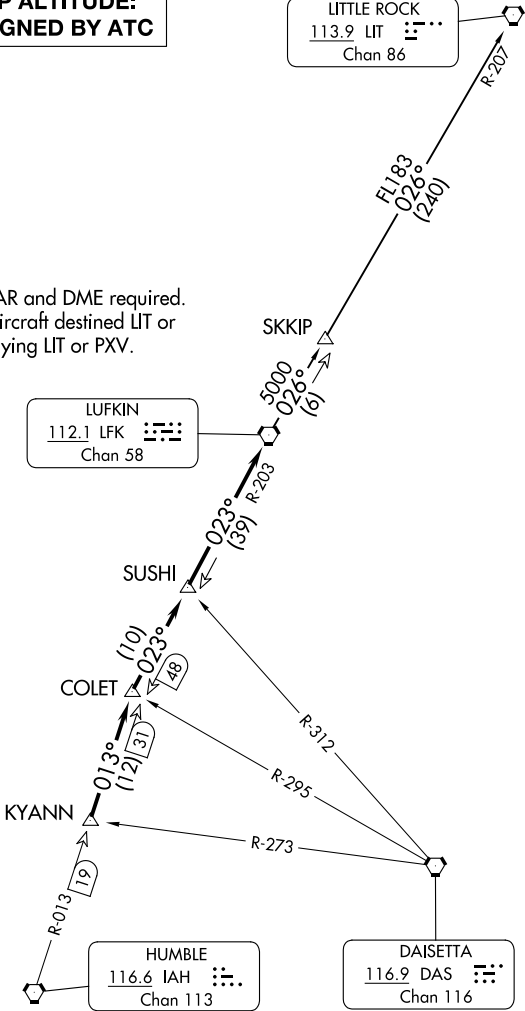 P ALTITUDE:
GNED BY ATC
LITTLE ROCK
113.9 LIT
Chan 86
R-207
FL183
026°
(240)
AR and DME required.
ircraft destined LIT or
ying LIT or PXV.
SKKIP
5000
026°
(6)
LUFKIN
112.1 LFK
Chan 58
R-203
023°
(39)
SUSHI
(10)
023°
48
COLET
R-312
31
013°
(12)
R-295
KYANN
R-273
19
R-013
HUMBLE
116.6 IAH
Chan 113
DAISETTA
116.9 DAS
Chan 116